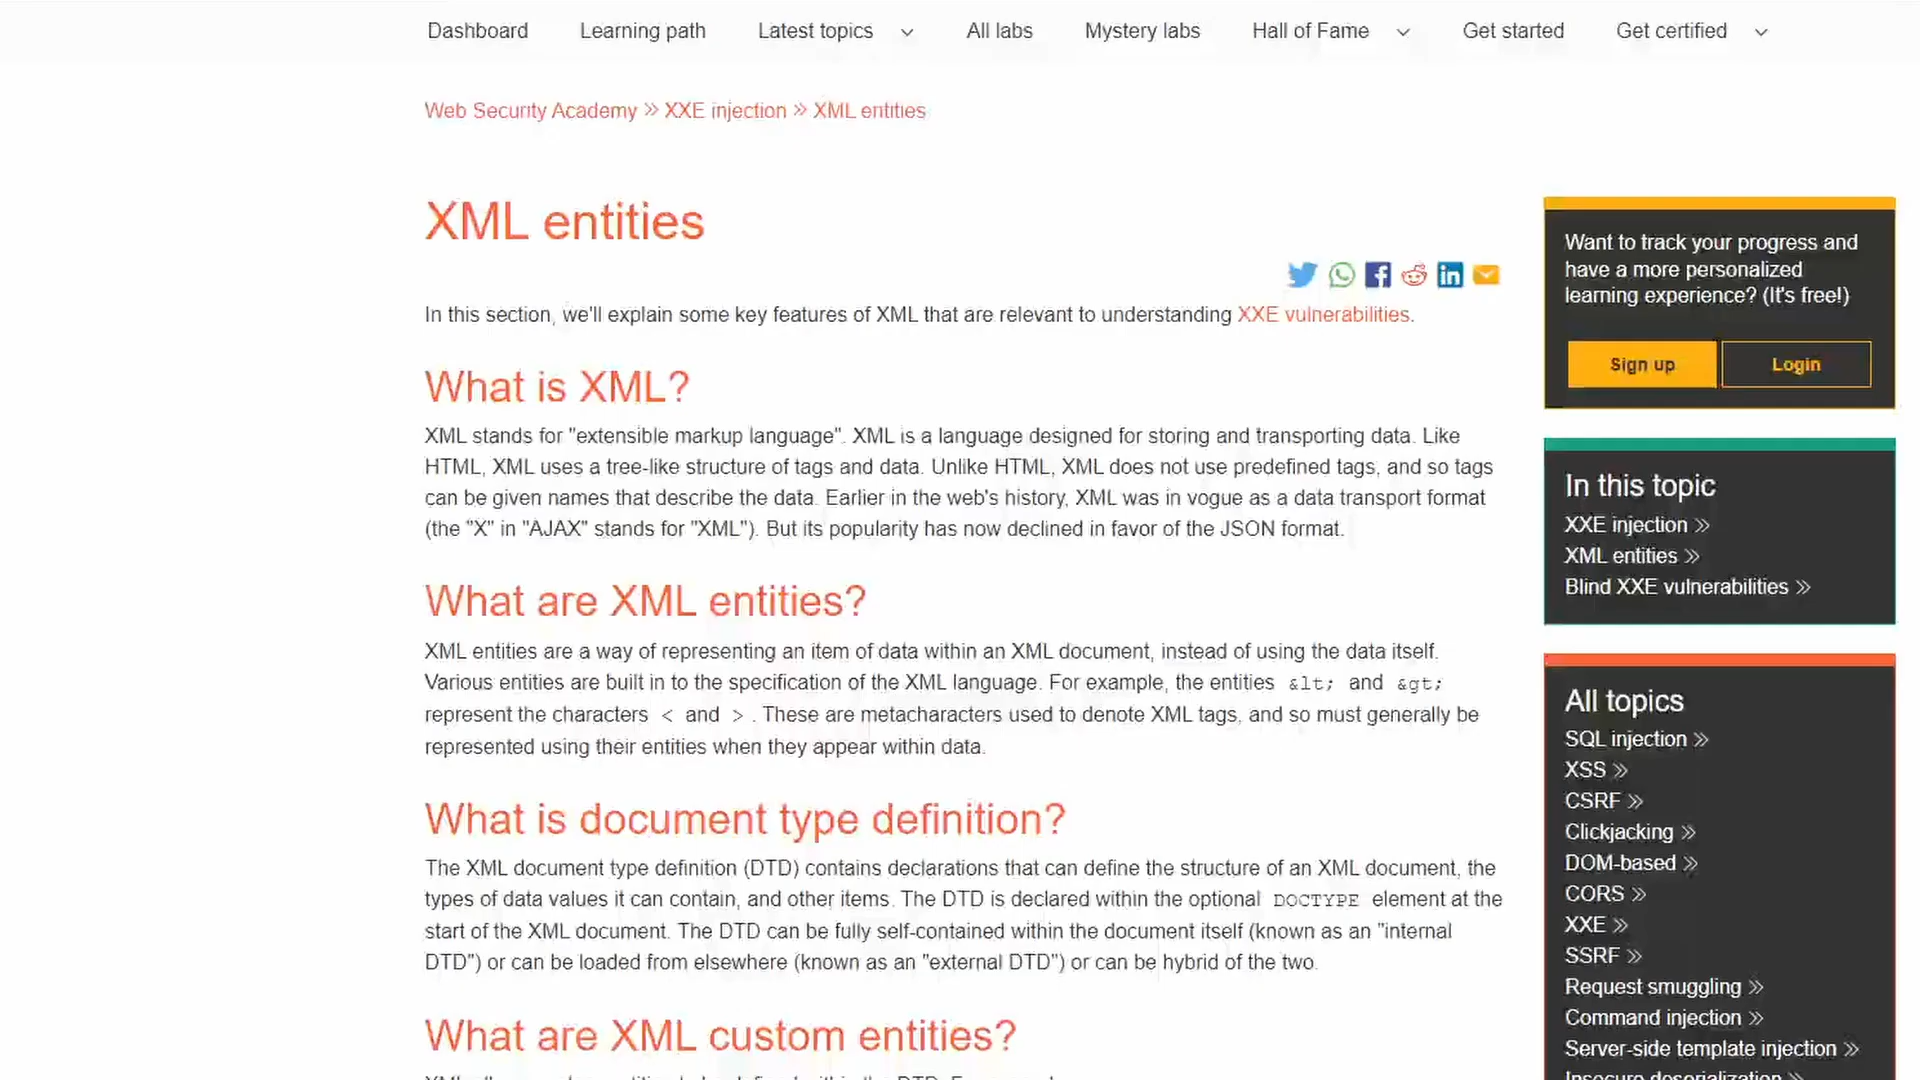 Dashboard Learning path Latest topics All labs Mystery labs Hall of Fame Get started Get certified
Web Security Academy » XXE injection » XML entities
XML entities
In this section, we'll explain some key features of XML that are relevant to understanding XXE vulnerabilities.
What is XML?
XML stands for "extensible markup language". XML is a language designed for storing and transporting data. Like
HTML, XML uses a tree-like structure of tags and data. Unlike HTML, XML does not use predefined tags, and so tags
can be given names that describe the data. Earlier in the web's history, XML was in vogue as a data transport format
(the "X" in "AJAX" stands for "XML"). But its popularity has now declined in favor of the JSON format.
What are XML entities?
XML entities are a way of representing an item of data within an XML document, instead of using the data itself.
Various entities are built in to the specification of the XML language. For example, the entities &lt; and &gt;
represent the characters < and > . These are metacharacters used to denote XML tags, and so must generally be
represented using their entities when they appear within data.
What is document type definition?
The XML document type definition (DTD) contains declarations that can define the structure of an XML document, the
types of data values it can contain, and other items. The DTD is declared within the optional DOCTYPE element at the
start of the XML document. The DTD can be fully self-contained within the document itself (known as an "internal
DTD") or can be loaded from elsewhere (known as an "external DTD") or can be hybrid of the two.
What are XML custom entities?
Want to track your progress and
have a more personalized
learning experience? (It's free!)
Sign up Login
In this topic
XXE injection »
XML entities »
Blind XXE vulnerabilities »
All topics
SQL injection »
XSS »
CSRF »
Clickjacking »
DOM-based »
CORS »
XXE »
SSRF »
Request smuggling »
Command injection »
Server-side template injection »
Insecure deserialization »